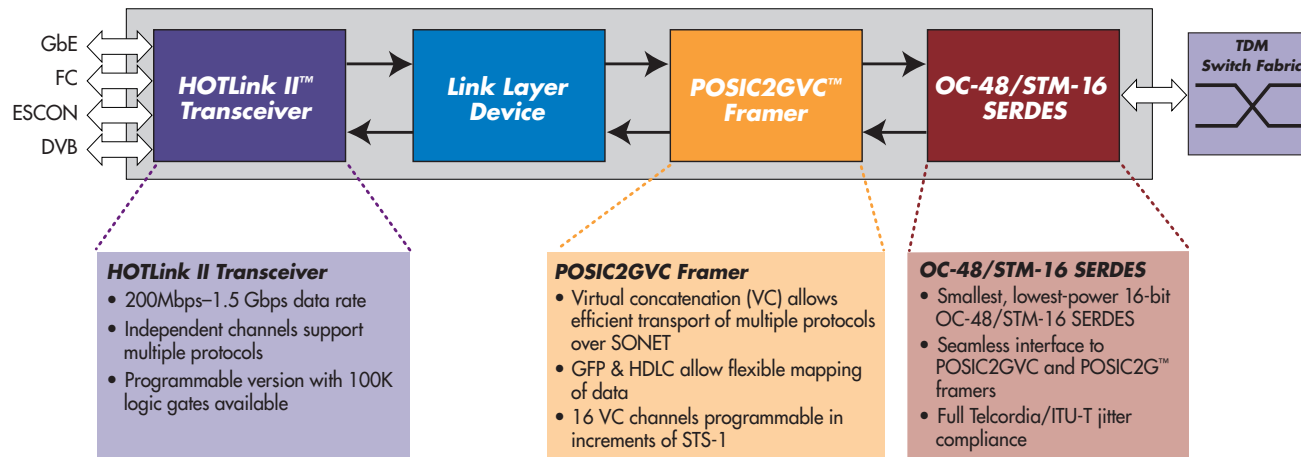 GbE
FC
ESCON
DVB
HOTLink II™
Transceiver
Link Layer
Device
POSIC2GVC™
Framer
OC-48/STM-16
SERDES
TDM
Switch Fabric
HOTLink II Transceiver
• 200Mbps–1.5 Gbps data rate
• Independent channels support
multiple protocols
• Programmable version with 100K
logic gates available
POSIC2GVC Framer
• Virtual concatenation (VC) allows
efficient transport of multiple protocols
over SONET
• GFP & HDLC allow flexible mapping
of data
• 16 VC channels programmable in
increments of STS-1
OC-48/STM-16 SERDES
• Smallest, lowest-power 16-bit
OC-48/STM-16 SERDES
• Seamless interface to
POSIC2GVC and POSIC2G™
framers
• Full Telcordia/ITU-T jitter
compliance